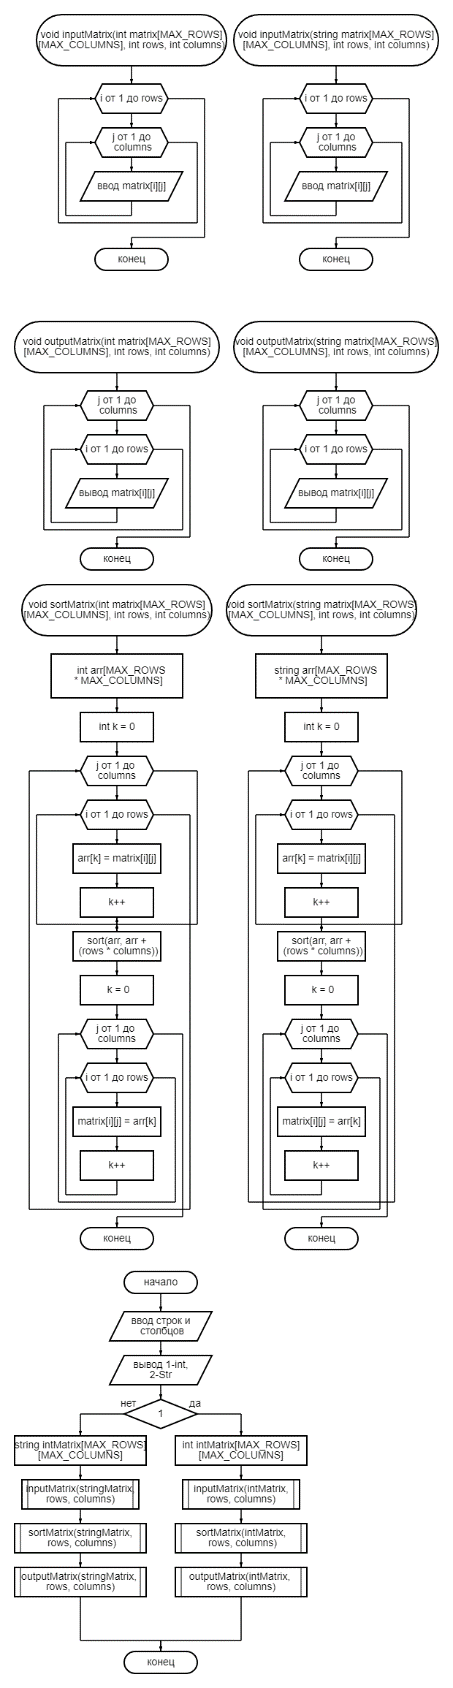 void inputMatrix(int matrix[MAX_ROWS]
[MAX_COLUMNS], int rows, int columns)
i от 1 до rows
j от 1 до
columns
ввод matrix[i][j]
конец
void inputMatrix(string matrix[MAX_ROWS]
[MAX_COLUMNS], int rows, int columns)
i от 1 до rows
j от 1 до
columns
ввод matrix[i][j]
конец
void outputMatrix(int matrix[MAX_ROWS]
[MAX_COLUMNS], int rows, int columns)
j от 1 до
columns
i от 1 до rows
вывод matrix[i][j]
конец
void outputMatrix(string matrix[MAX_ROWS]
[MAX_COLUMNS], int rows, int columns)
j от 1 до
columns
i от 1 до rows
вывод matrix[i][j]
конец
void sortMatrix(int matrix[MAX_ROWS]
[MAX_COLUMNS], int rows, int columns)
int arr[MAX_ROWS
* MAX_COLUMNS]
int k = 0
j от 1 до
columns
i от 1 до rows
arr[k] = matrix[i][j]
k++
sort(arr, arr +
(rows * columns))
k = 0
j от 1 до
columns
i от 1 до rows
matrix[i][j] = arr[k]
k++
конец
void sortMatrix(string matrix[MAX_ROWS]
[MAX_COLUMNS], int rows, int columns)
string arr[MAX_ROWS
* MAX_COLUMNS]
int k = 0
j от 1 до
columns
i от 1 до rows
arr[k] = matrix[i][j]
k++
sort(arr, arr +
(rows * columns))
k = 0
j от 1 до
columns
i от 1 до rows
matrix[i][j] = arr[k]
k++
конец
начало
ввод строк и
столбцов
вывод 1-int,
2-Str
нет
1
да
string intMatrix[MAX_ROWS]
[MAX_COLUMNS]
inputMatrix(stringMatrix,
rows, columns)
sortMatrix(stringMatrix,
rows, columns)
outputMatrix(stringMatrix,
rows, columns)
int intMatrix[MAX_ROWS]
[MAX_COLUMNS]
inputMatrix(intMatrix,
rows, columns)
sortMatrix(intMatrix,
rows, columns)
outputMatrix(intMatrix,
rows, columns)
конец